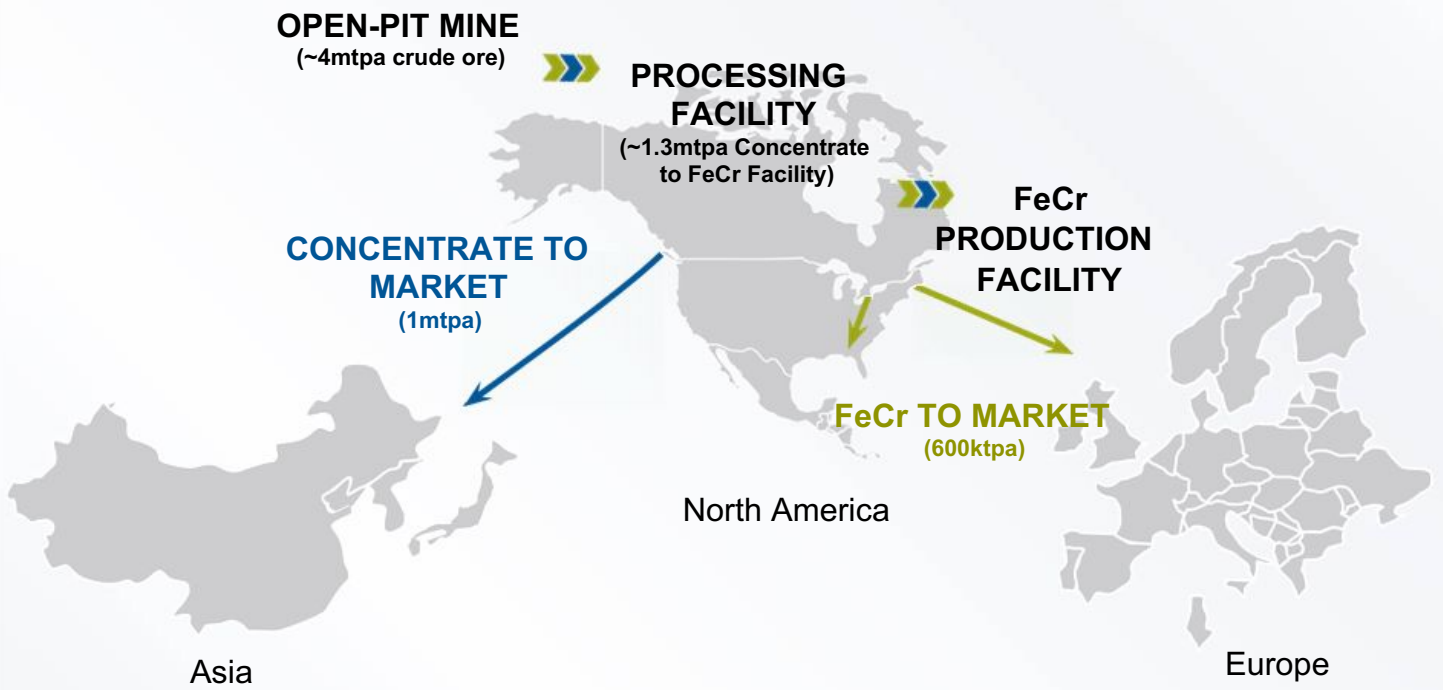 OPEN-PIT MINE
(~4mtpa crude ore)
PROCESSING
FACILITY
(~1.3mtpa Concentrate
to FeCr Facility)
FeCr
PRODUCTION
FACILITY
CONCENTRATE TO
MARKET
(1mtpa)
FeCr TO MARKET
(600ktpa)
North America
Asia
Europe